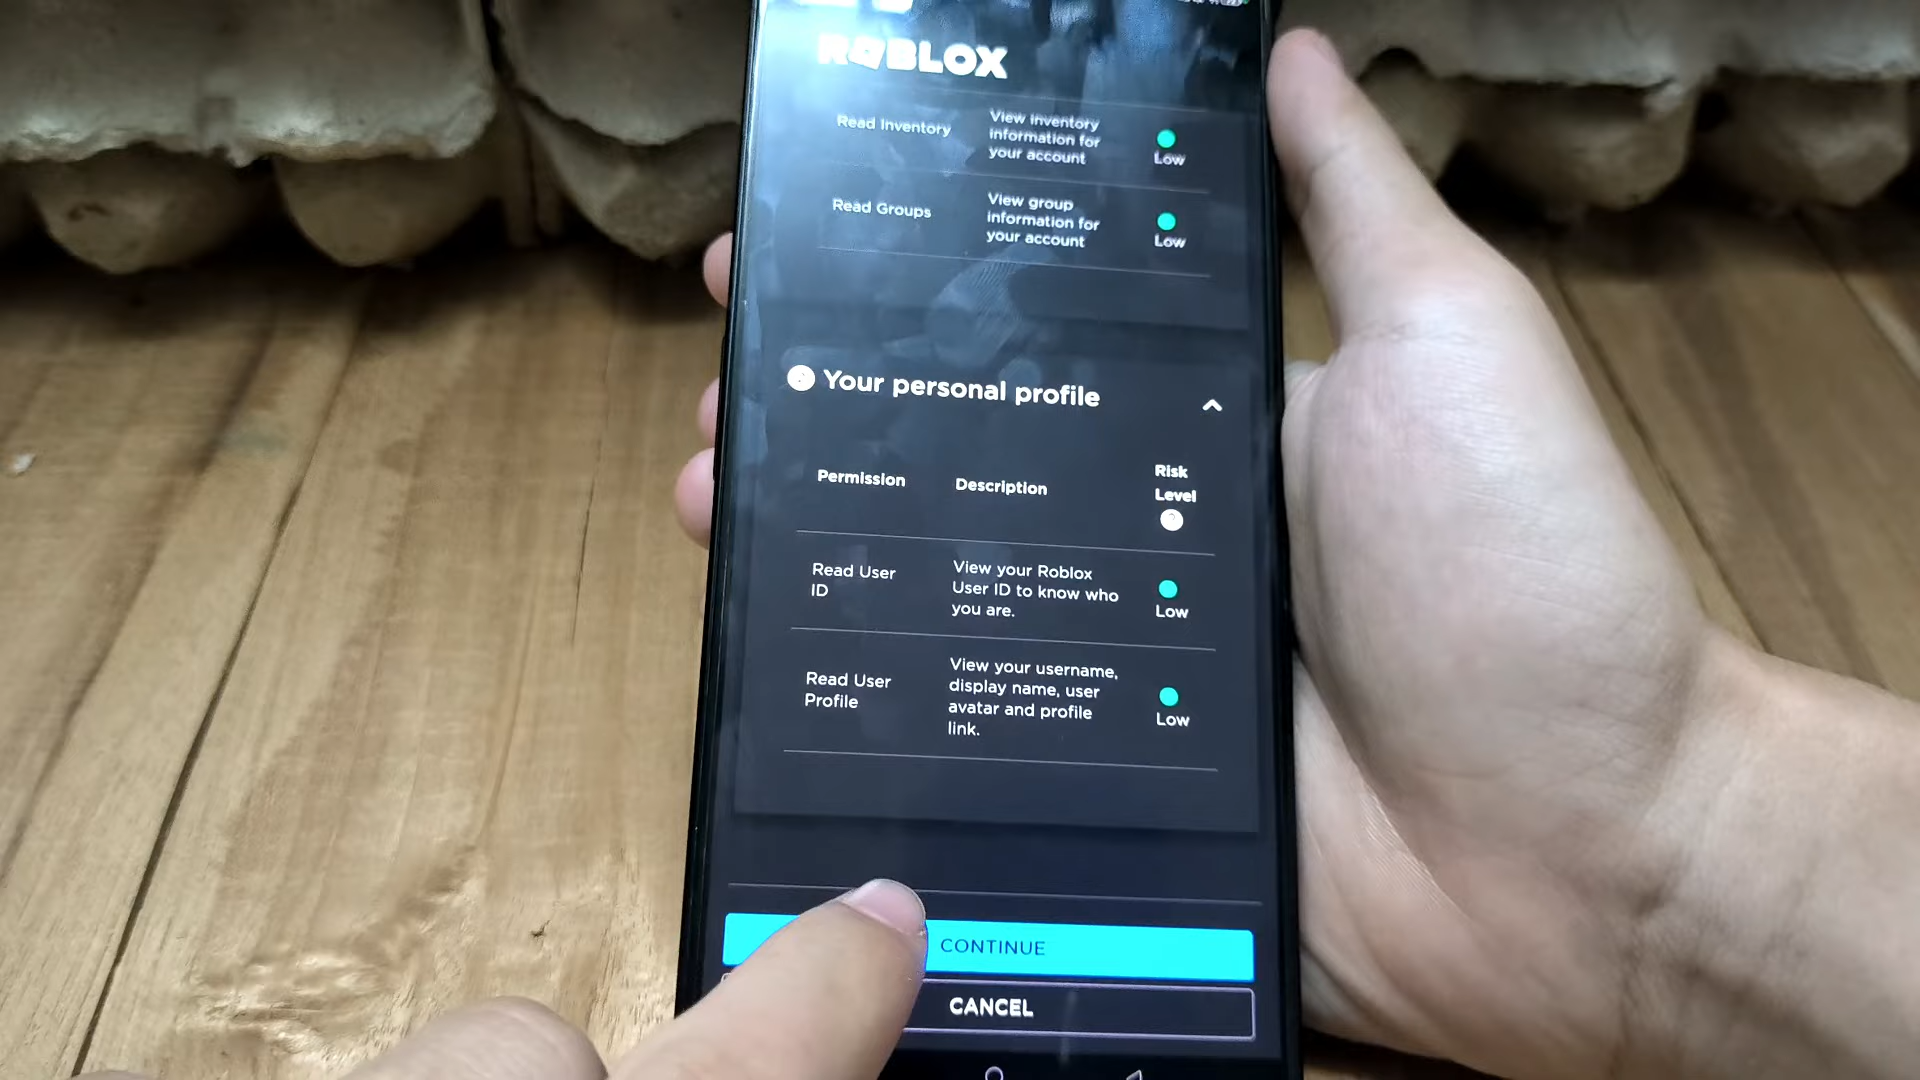 ROBLOX
Read Inventory
View inventory
information for
your account
Low
Read Groups
View group
information for
your account
Low
Your personal profile
Permission
Description
Risk
Level
Read User
ID
View your Roblox
User ID to know who
you are.
Low
Read User
Profile
View your username,
display name, user
avatar and profile
link.
Low
CONTINUE
CANCEL